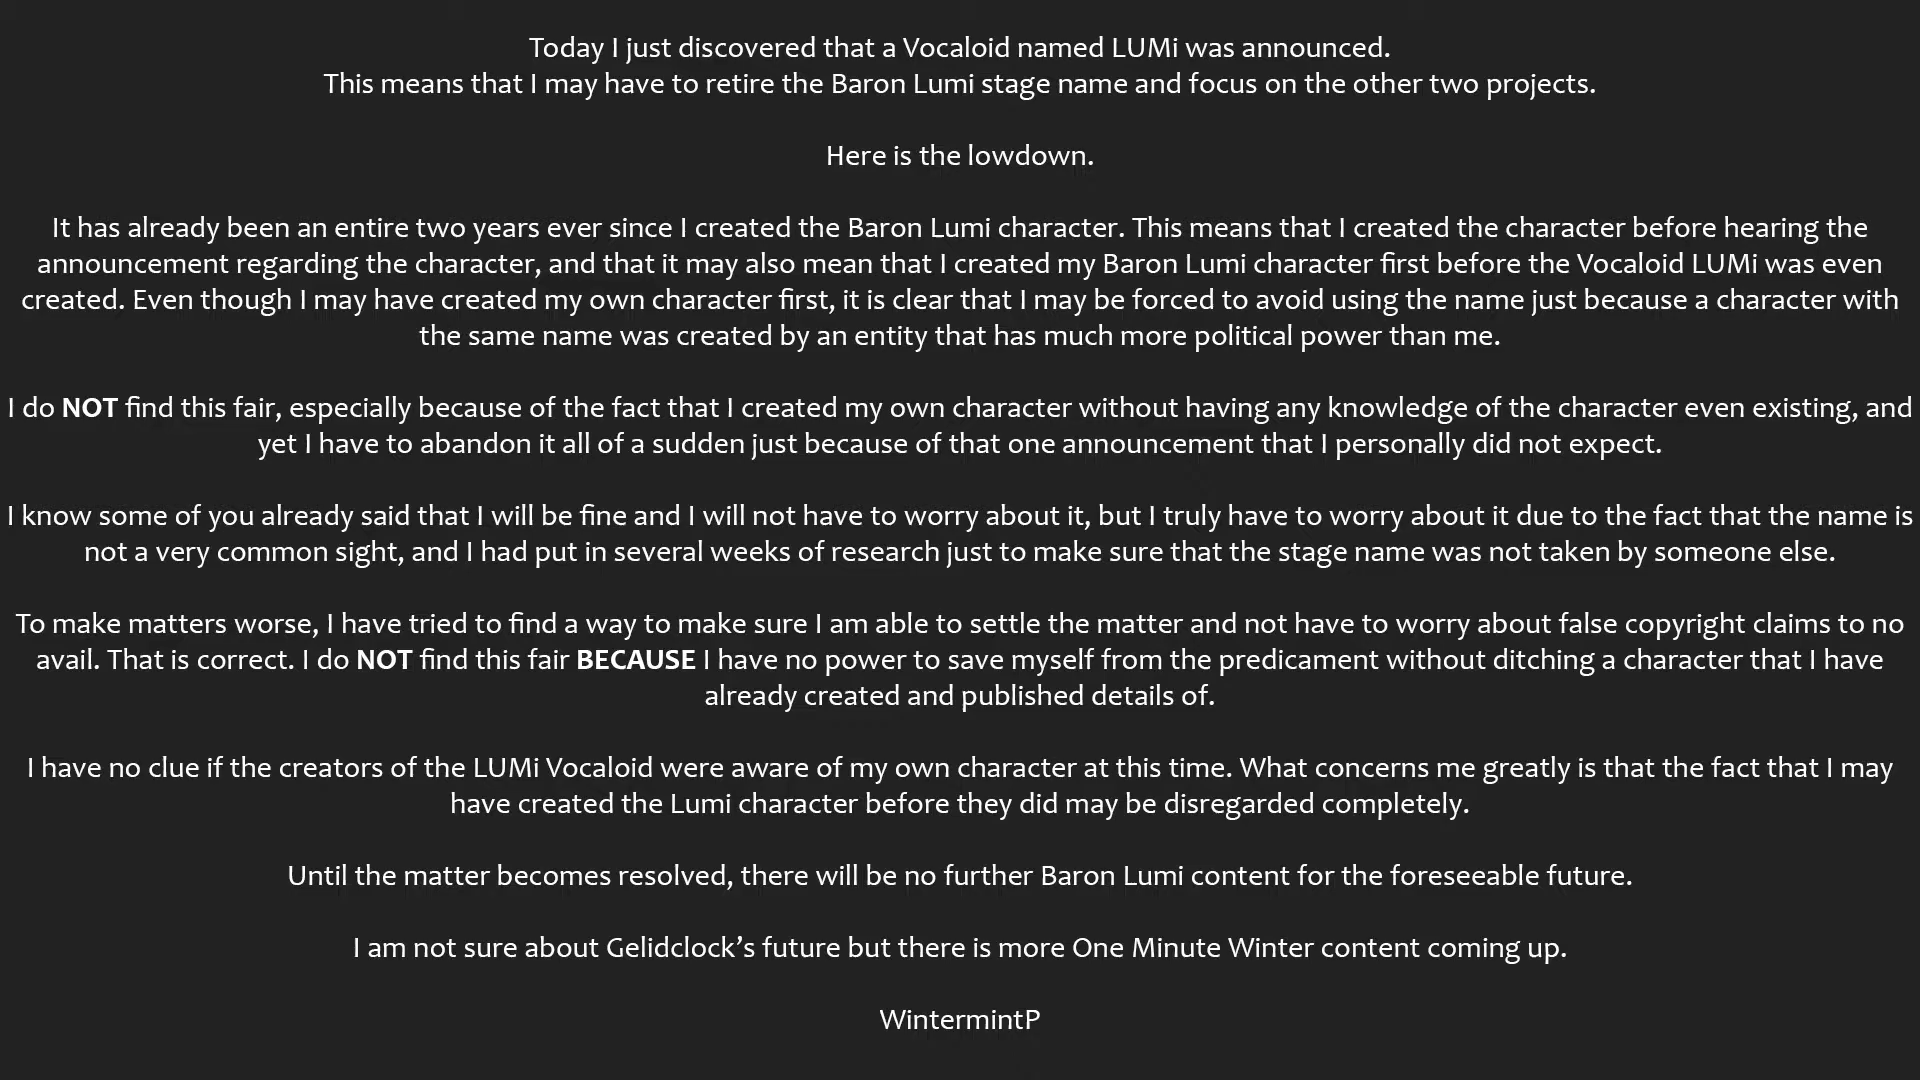 Today I just discovered that a Vocaloid named LUMi was announced.
This means that I may have to retire the Baron Lumi stage name and focus on the other two projects.
Here is the lowdown.
It has already been an entire two years ever since I created the Baron Lumi character. This means that I created the character before hearing the
announcement regarding the character, and that it may also mean that I created my Baron Lumi character first before the Vocaloid LUMi was even
created. Even though I may have created my own character first, it is clear that I may be forced to avoid using the name just because a character with
the same name was created by an entity that has much more political power than me.
I do NOT find this fair, especially because of the fact that I created my own character without having any knowledge of the character even existing, and
yet I have to abandon it all of a sudden just because of that one announcement that I personally did not expect.
I know some of you already said that I will be fine and I will not have to worry about it, but I truly have to worry about it due to the fact that the name is
not a very common sight, and I had put in several weeks of research just to make sure that the stage name was not taken by someone else.
To make matters worse, I have tried to find a way to make sure I am able to settle the matter and not have to worry about false copyright claims to no
avail. That is correct. I do NOT find this fair BECAUSE I have no power to save myself from the predicament without ditching a character that I have
already created and published details of.
I have no clue if the creators of the LUMi Vocaloid were aware of my own character at this time. What concerns me greatly is that the fact that I may
have created the Lumi character before they did may be disregarded completely.
Until the matter becomes resolved, there will be no further Baron Lumi content for the foreseeable future.
I am not sure about Gelidclock’s future but there is more One Minute Winter content coming up.
WintermintP